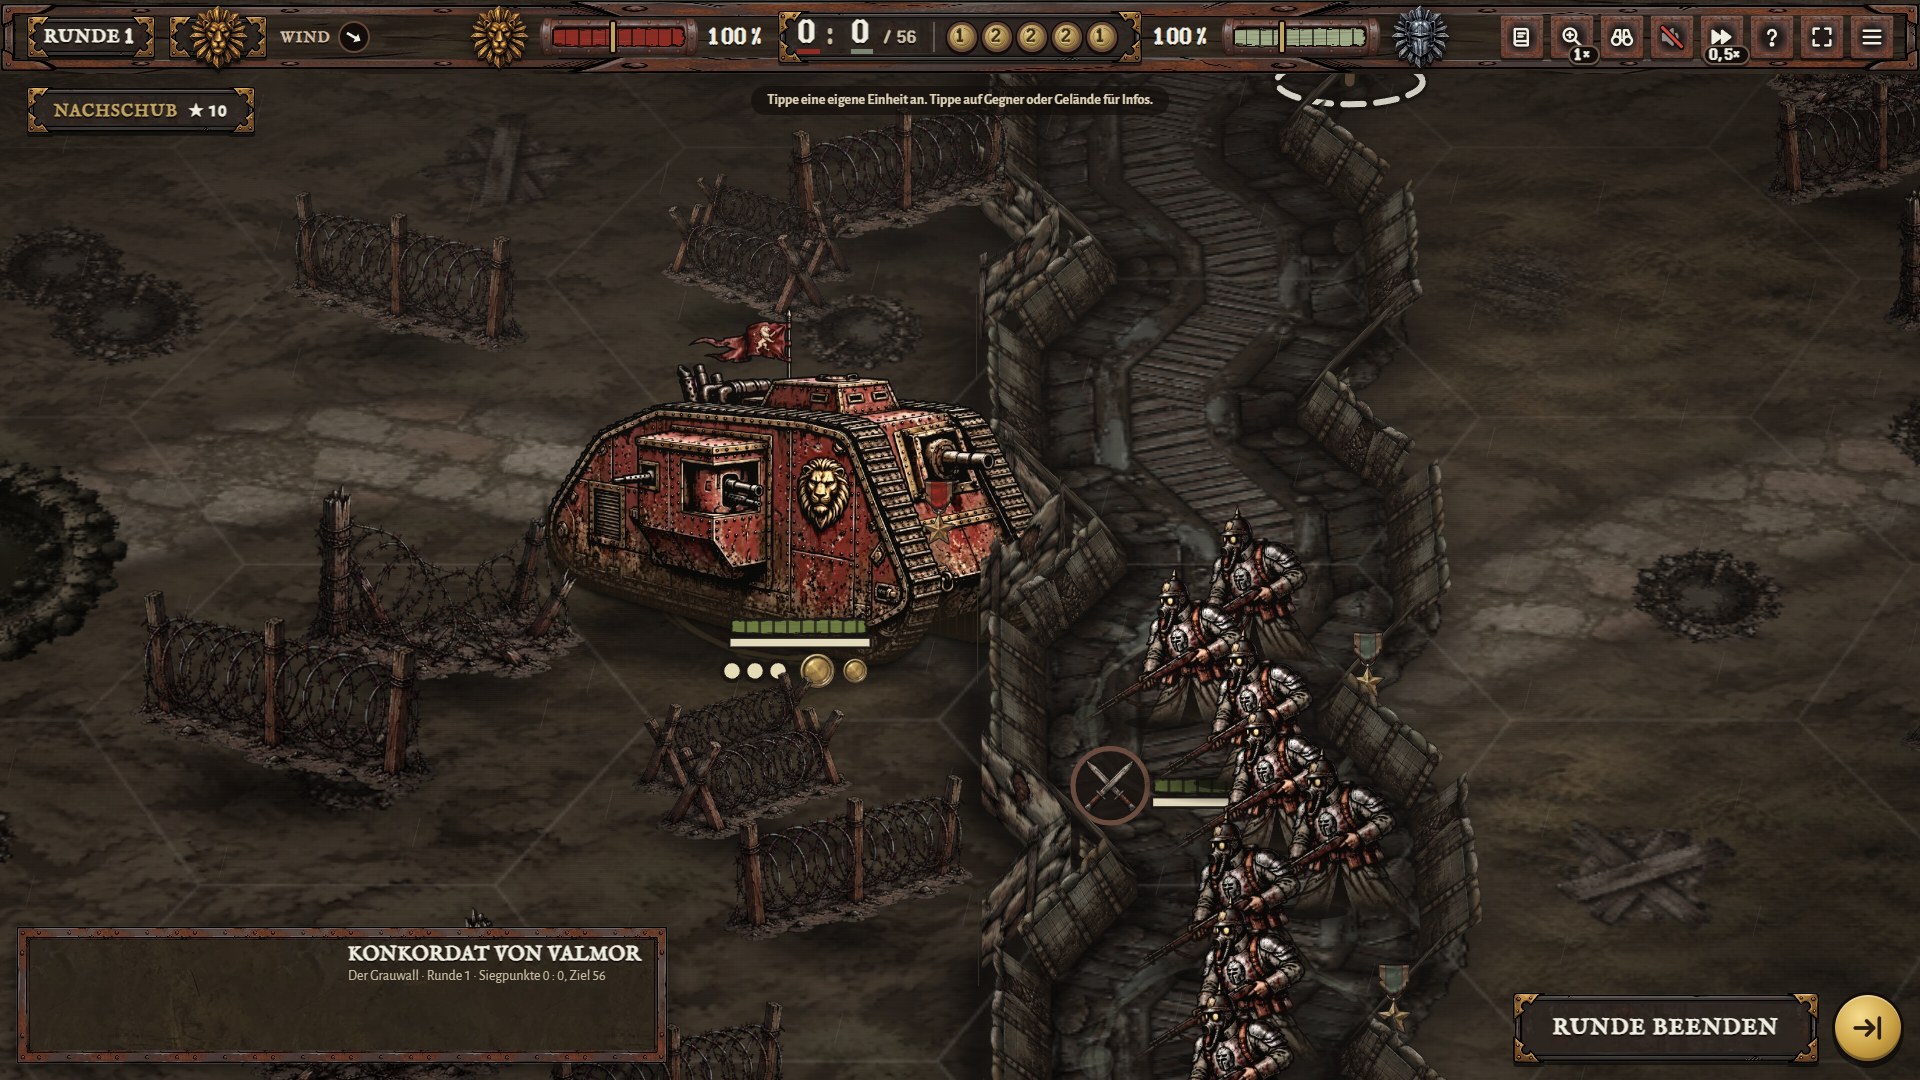 RUNDE 1
WIND
100 %
0 : 0 / 56
1 2 2 2 1
100 %
1×
0,5×
?
NACHSCHUB ★ 10
Tippe eine eigene Einheit an. Tippe auf Gegner oder Gelände für Infos.
KONKORDAT VON VALMOR
Der Grauwall · Runde 1 · Siegpunkte 0 : 0, Ziel 56
RUNDE BEENDEN